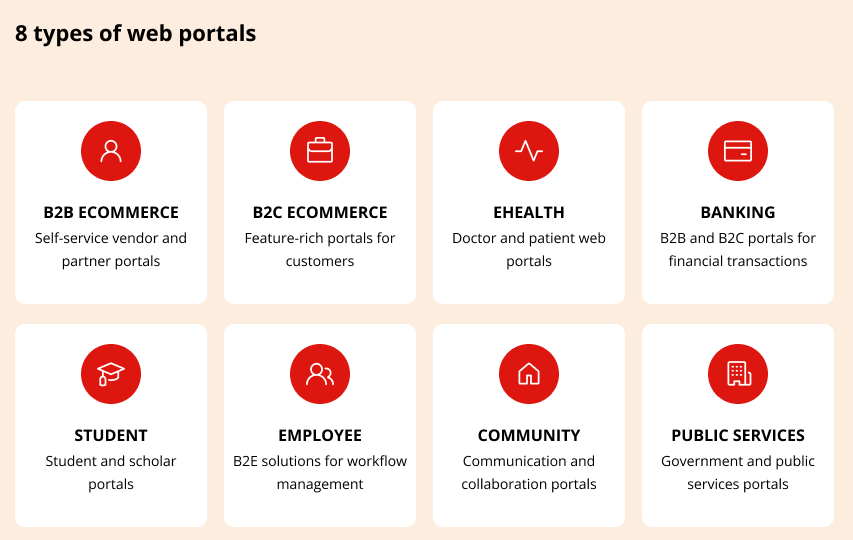 8 types of web portals
B2B ECOMMERCE
Self-service vendor and
partner portals
B2C ECOMMERCE
Feature-rich portals for
customers
EHEALTH
Doctor and patient web
portals
BANKING
B2B and B2C portals for
financial transactions
STUDENT
Student and scholar
portals
EMPLOYEE
B2E solutions for workflow
management
COMMUNITY
Communication and
collaboration portals
PUBLIC SERVICES
Government and public
services portals